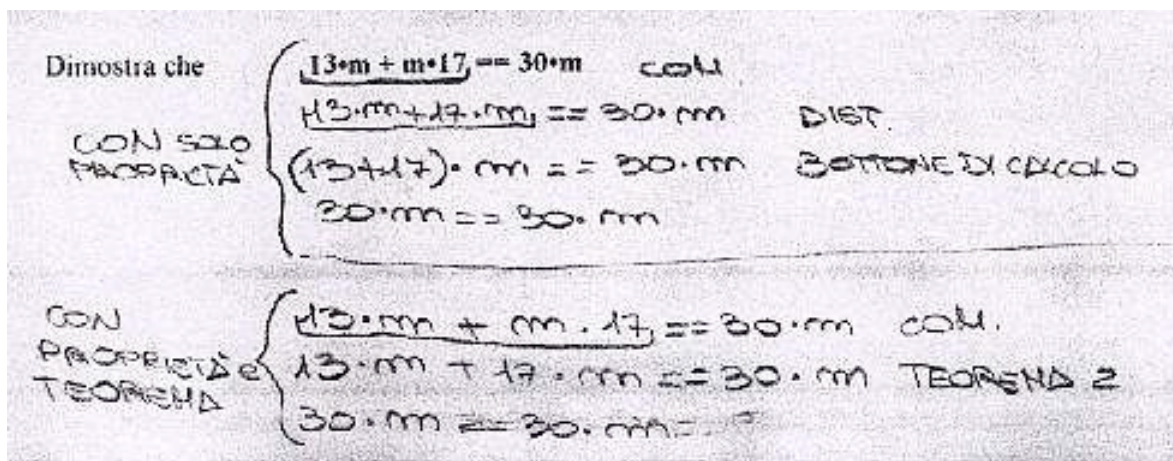 Dimostra che 13•m + m•17 == 30•m COM
13·m+17·m == 30·m DIST.
CON SOLO PROPRIETÀ (13+17)·m == 30·m BOTTONE DI CALCOLO
30·m == 30·m
CON PROPRIETÀ e TEOREMA 13·m + m·17 == 30·m COM.
13·m + 17·m == 30·m TEOREMA 2
30·m == 30·m